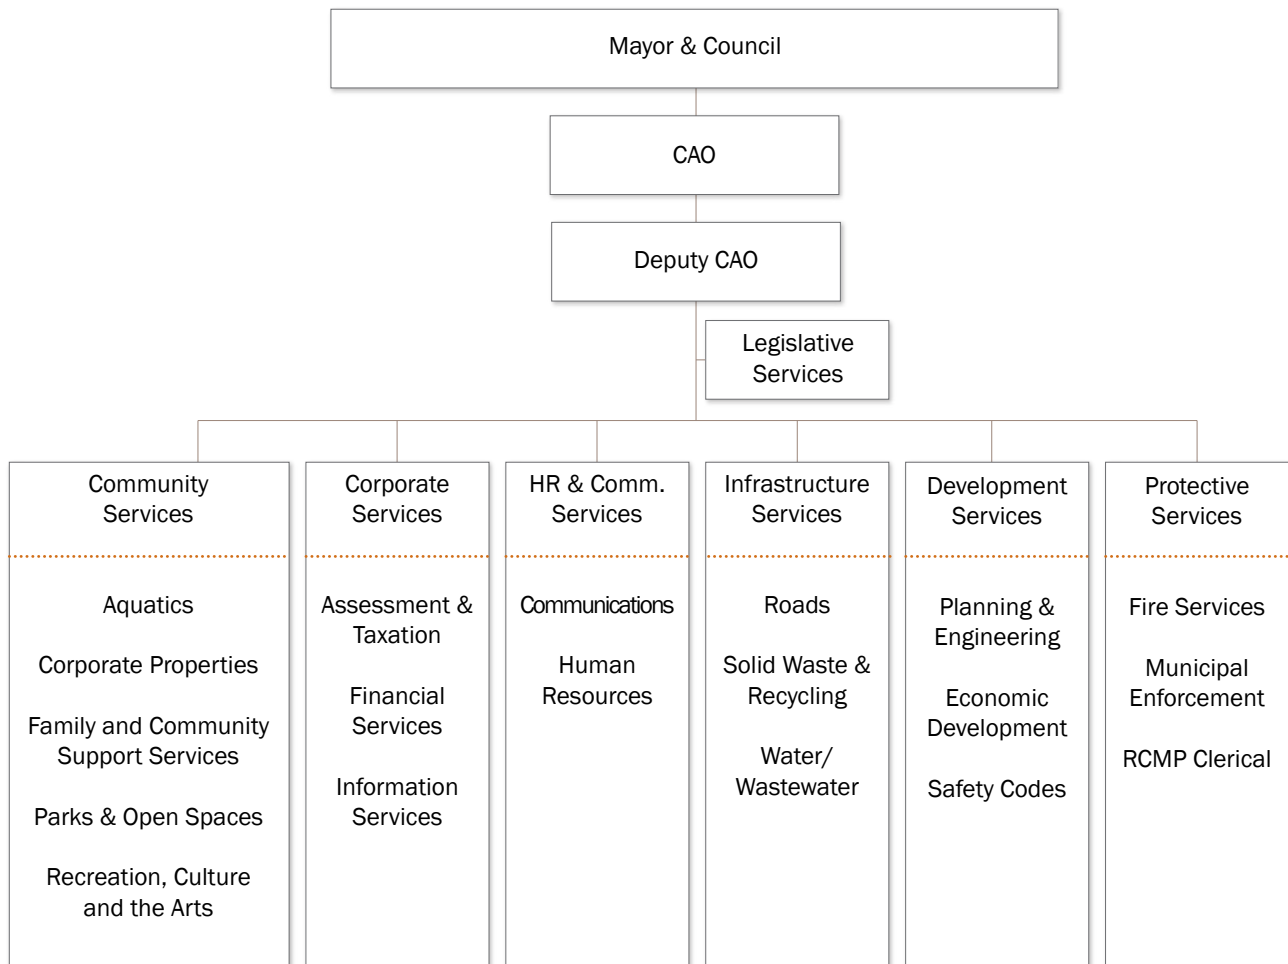 Mayor & Council
CAO
Deputy CAO
Legislative
Services
Community
Services
Aquatics
Corporate Properties
Family and Community
Support Services
Parks & Open Spaces
Recreation, Culture
and the Arts
Corporate
Services
Assessment &
Taxation
Financial
Services
Information
Services
HR & Comm.
Services
Communications
Human
Resources
Infrastructure
Services
Roads
Solid Waste &
Recycling
Water/
Wastewater
Development
Services
Planning &
Engineering
Economic
Development
Safety Codes
Protective
Services
Fire Services
Municipal
Enforcement
RCMP Clerical